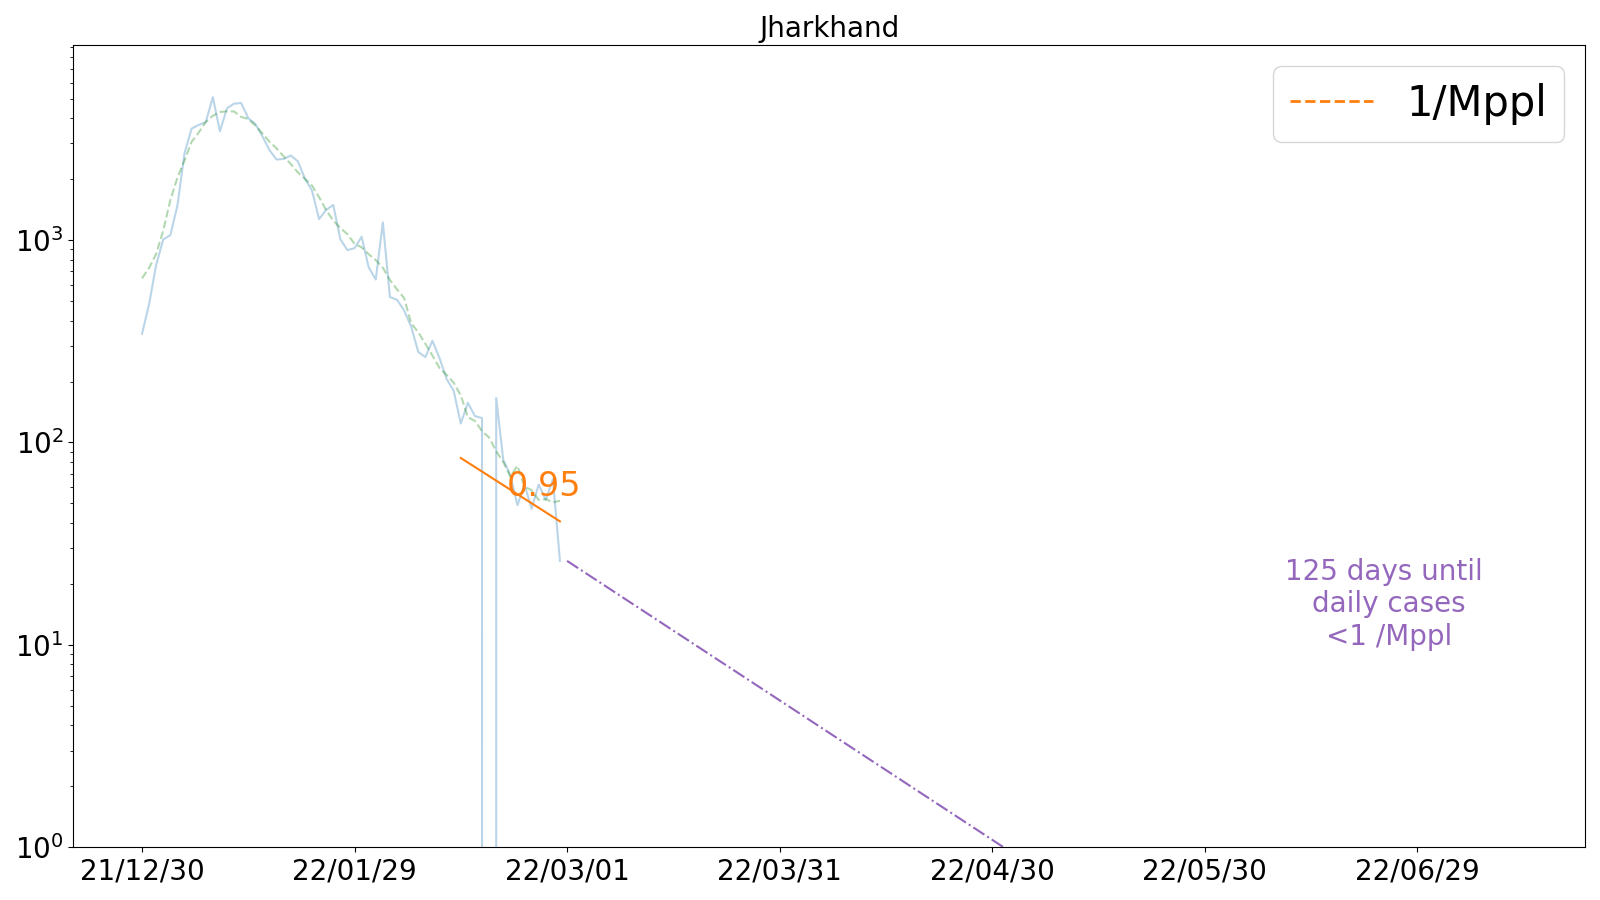 Jharkhand
1/Mppl
10³
10²
10¹
10⁰
0.95
125 days until
daily cases
<1 /Mppl
21/12/30 22/01/29 22/03/01 22/03/31 22/04/30 22/05/30 22/06/29